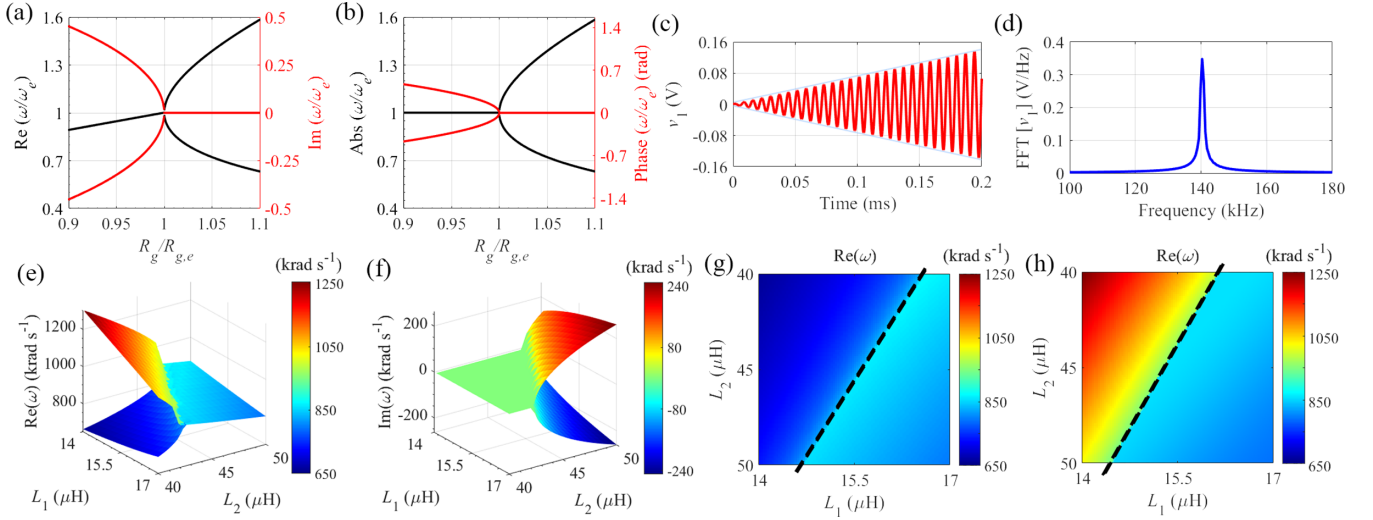 (a)
1.6
1.3
1
0.7
0.4
Re (ω/ω_e)
0.5
0.25
0
-0.25
-0.5
Im (ω/ω_e)
0.9 0.95 1 1.05 1.1
R_g/R_g,e
(b)
1.6
1.3
1
0.7
0.4
Abs (ω/ω_e)
1.4
0.7
0
-0.7
-1.4
Phase (ω/ω_e) (rad)
0.9 0.95 1 1.05 1.1
R_g/R_g,e
(c)
0.16
0.08
0
-0.08
-0.16
v_1 (V)
0 0.05 0.1 0.15 0.2
Time (ms)
(d)
0.4
0.3
0.2
0.1
0
FFT [v_1] (V/Hz)
100 120 140 160 180
Frequency (kHz)
(e)
(krad s⁻¹)
1200
1000
800
Re(ω) (krad s⁻¹)
14
15.5
17
L_1 (μH)
40
45
50
L_2 (μH)
1250
1050
850
650
(f)
(krad s⁻¹)
200
0
-200
Im(ω) (krad s⁻¹)
14
15.5
17
L_1 (μH)
40
45
50
L_2 (μH)
240
80
-80
-240
(g)
Re(ω)
(krad s⁻¹)
40
45
50
L_2 (μH)
14 15.5 17
L_1 (μH)
1250
1050
850
650
(h)
Re(ω)
(krad s⁻¹)
40
45
50
L_2 (μH)
14 15.5 17
L_1 (μH)
1250
1050
850
650